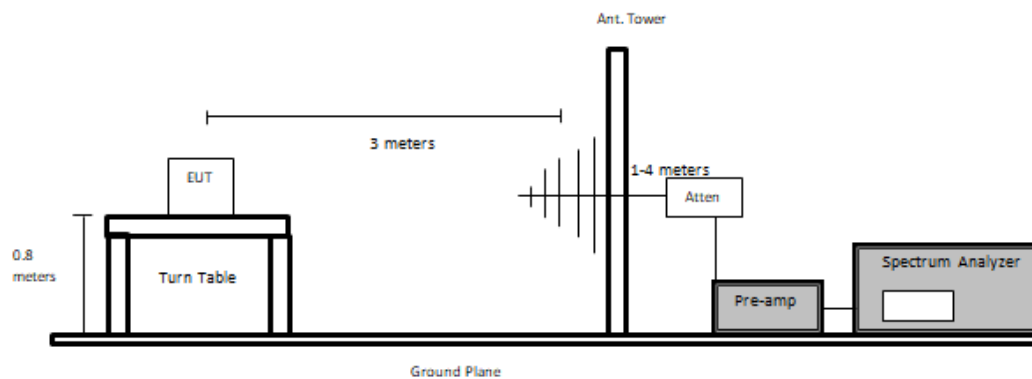 Ant. Tower
3 meters
EUT
1-4 meters
Atten
0.8
meters
Turn Table
Spectrum Analyzer
Pre-amp
Ground Plane